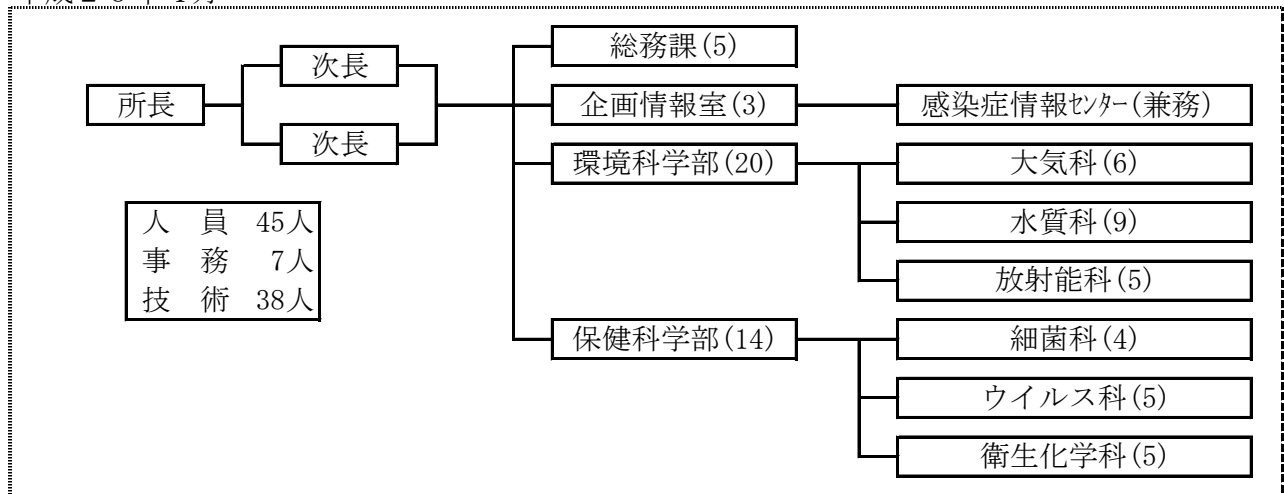 総務課(5)
次長
所長
企画情報室(3)
感染症情報ｾﾝﾀｰ(兼務)
次長
環境科学部(20)
大気科(6)
水質科(9)
放射能科(5)
人　員　45人
事　務　7人
技　術　38人
保健科学部(14)
細菌科(4)
ウイルス科(5)
衛生化学科(5)